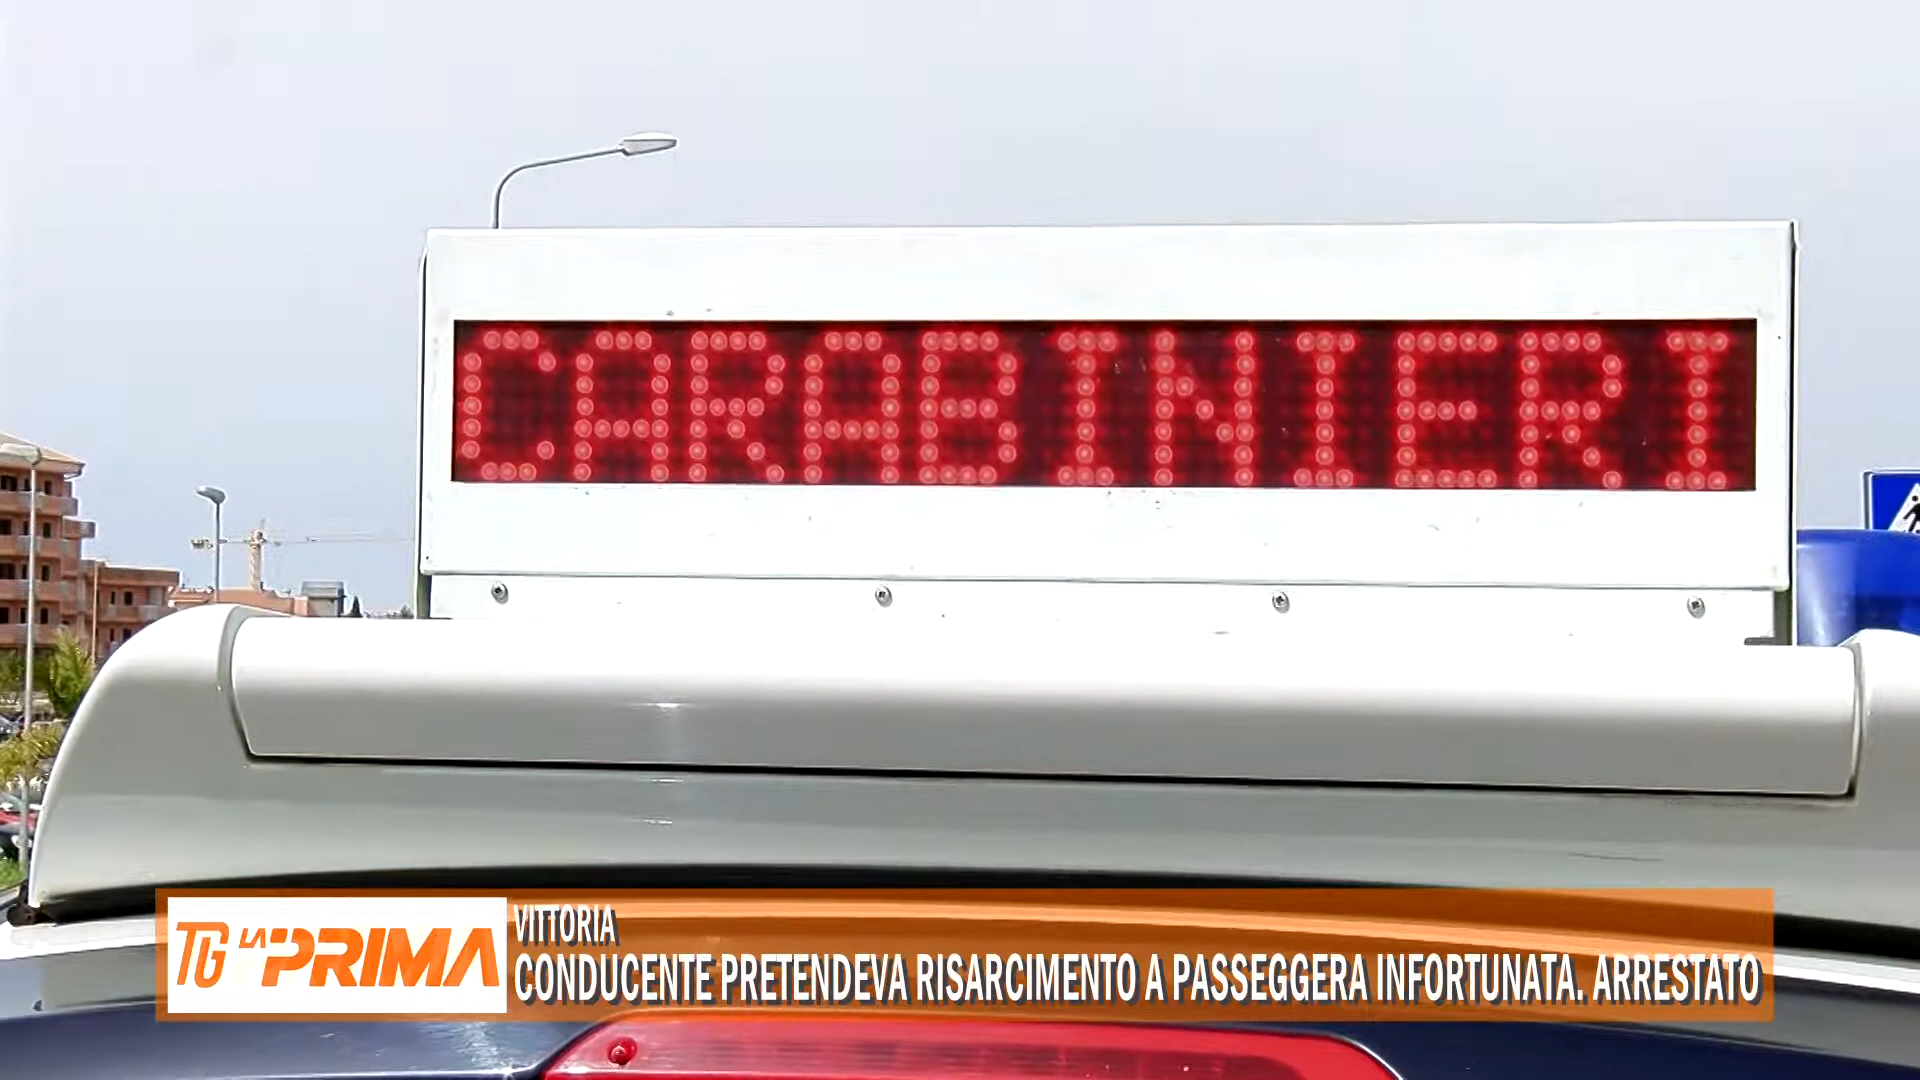 CARABINIERI
TG LA PRIMA
VITTORIA
CONDUCENTE PRETENDEVA RISARCIMENTO A PASSEGGERA INFORTUNATA. ARRESTATO